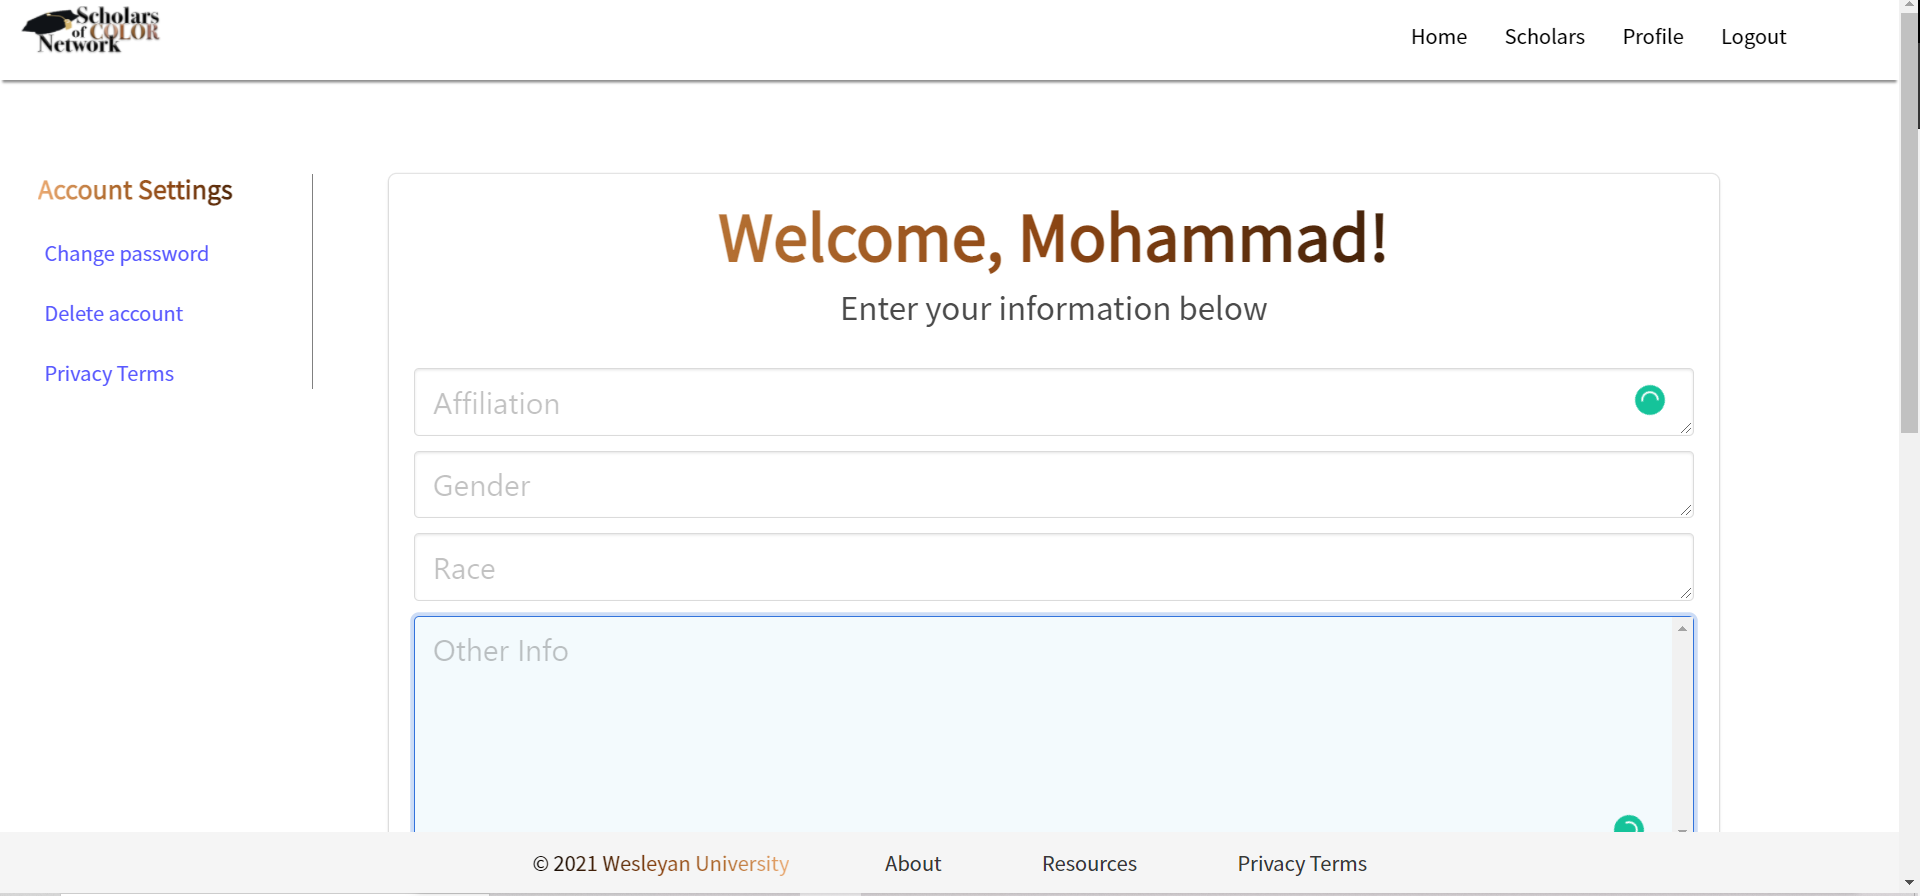 Scholars
of COLOR
Network
Home Scholars Profile Logout
Account Settings
Change password
Delete account
Privacy Terms
Welcome, Mohammad!
Enter your information below
Affiliation
Gender
Race
Other Info
© 2021 Wesleyan University About Resources Privacy Terms